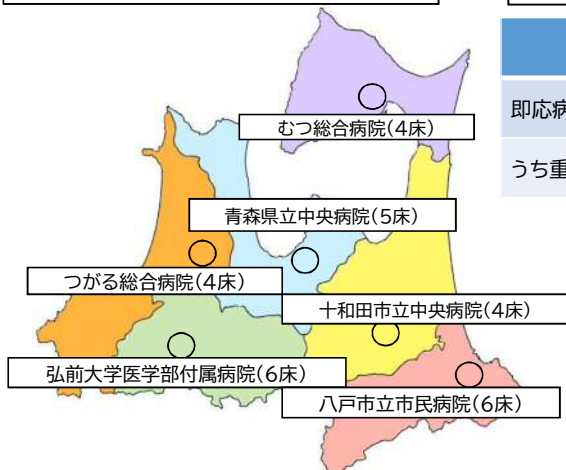 むつ総合病院(4床)
青森県立中央病院(5床)
つがる総合病院(4床)
十和田市立中央病院(4床)
弘前大学医学部付属病院(6床)
八戸市立市民病院(6床)
即応病
うち重